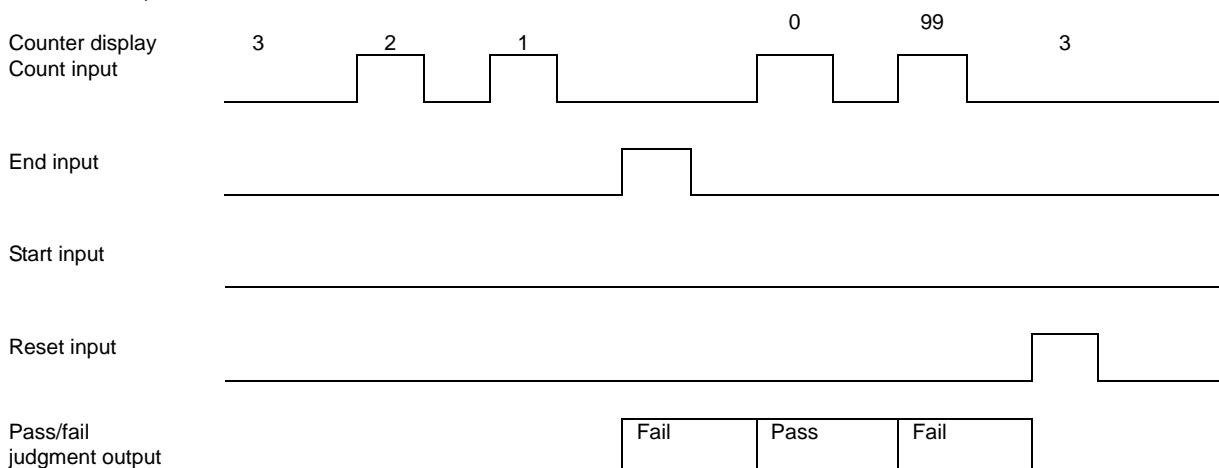 0 99
Counter display 3 2 1 3
Count input
End input
Start input
Reset input
Pass/fail Fail Pass Fail
judgment output